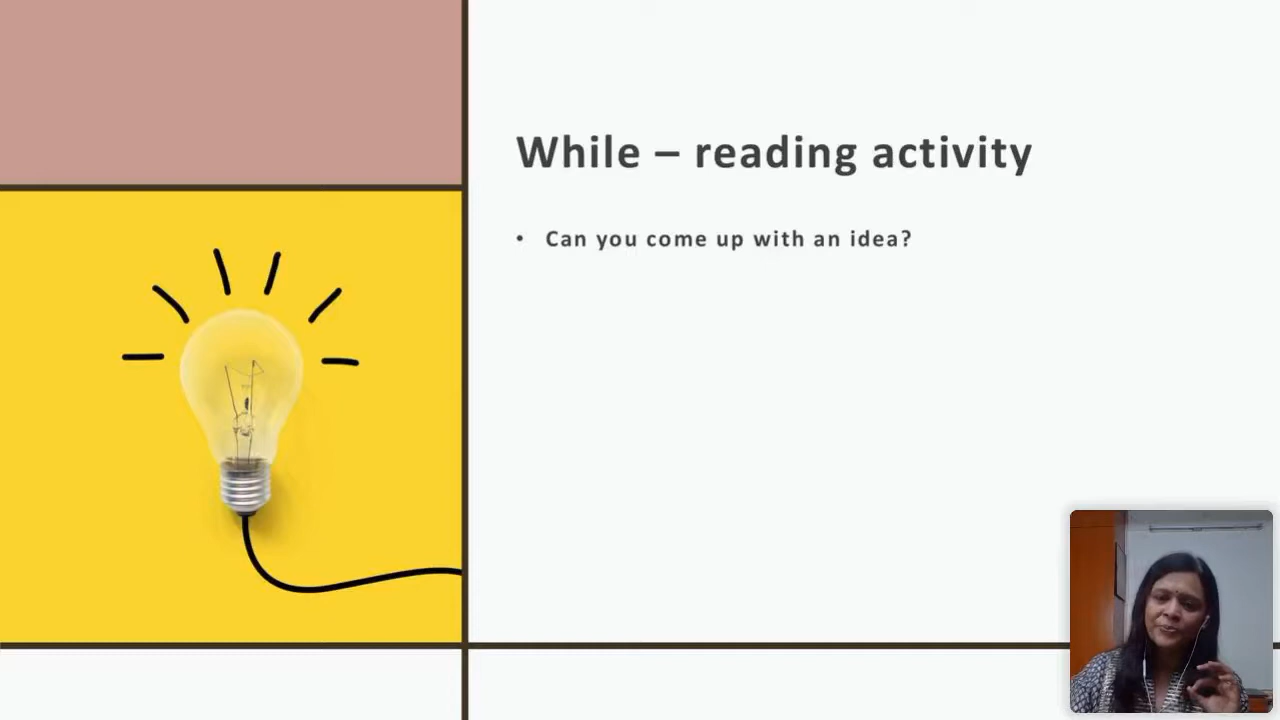 While – reading activity
• Can you come up with an idea?